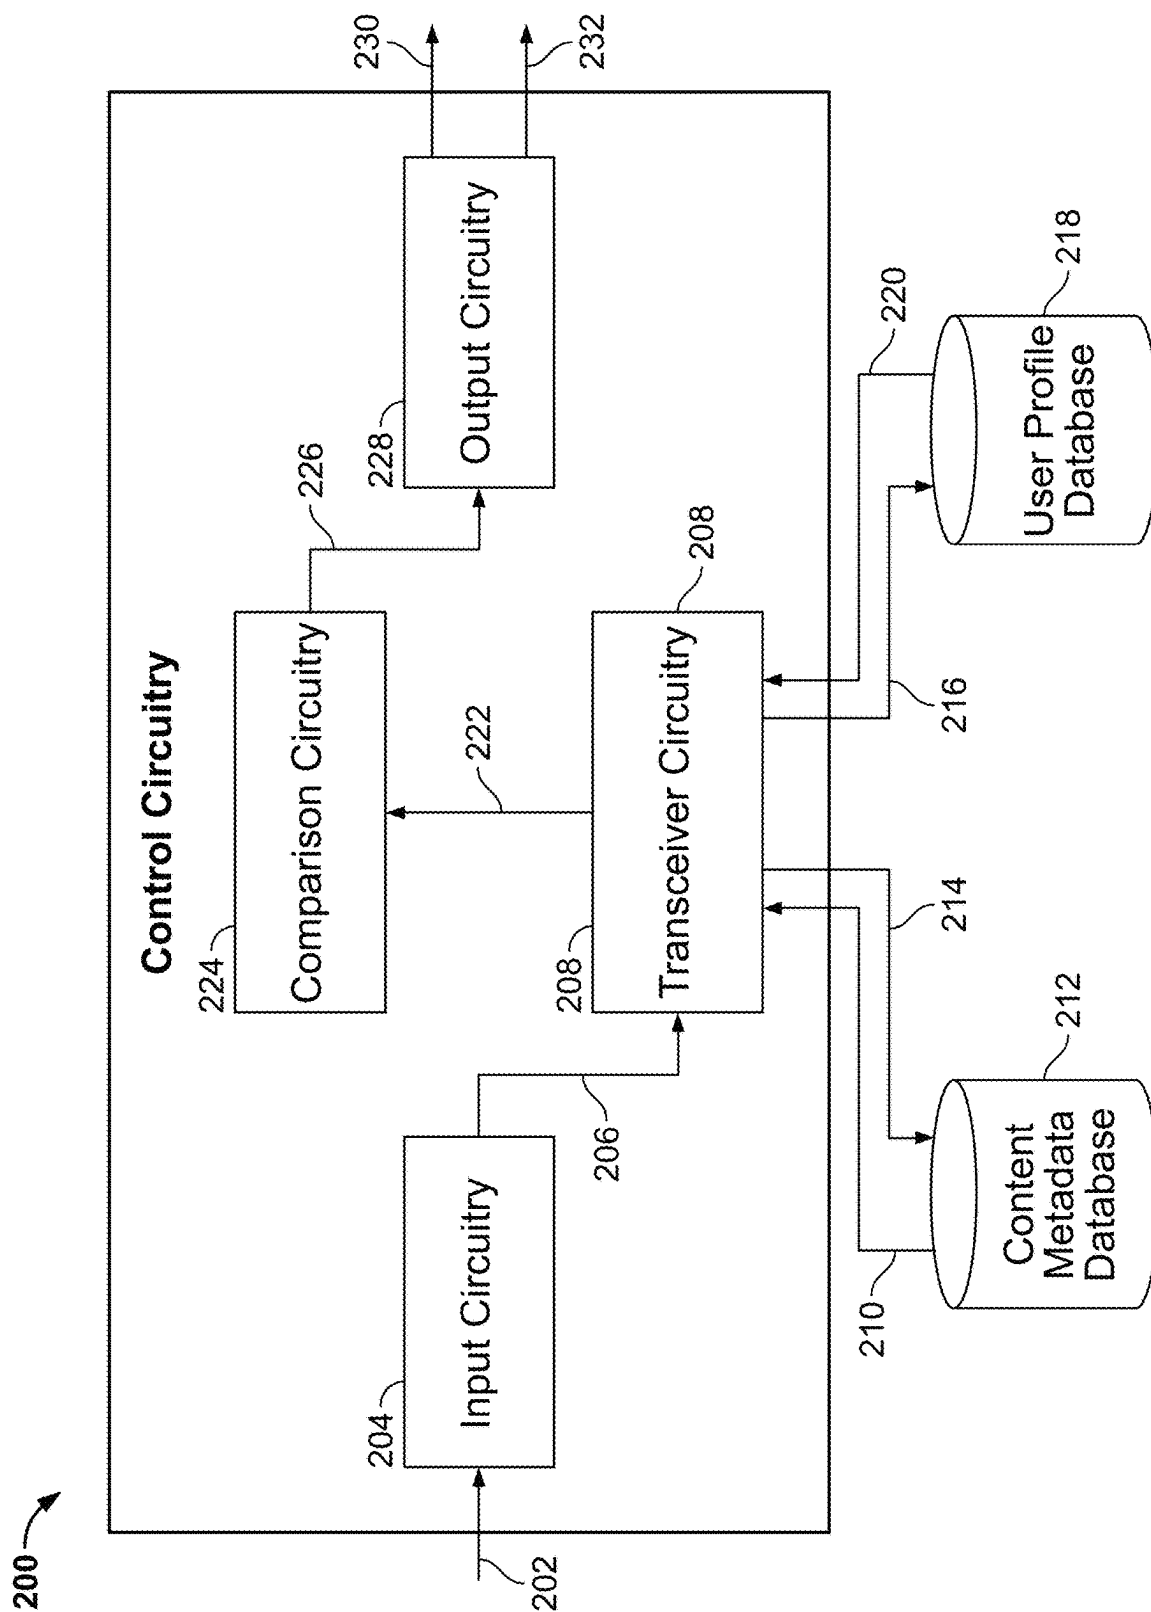 200
Control Circuitry
224
Comparison Circuitry
226
230
228
Output Circuitry
232
222
202
204
Input Circuitry
206
208
Transceiver Circuitry
208
210
214
216
220
212
Content
Metadata
Database
218
User Profile
Database